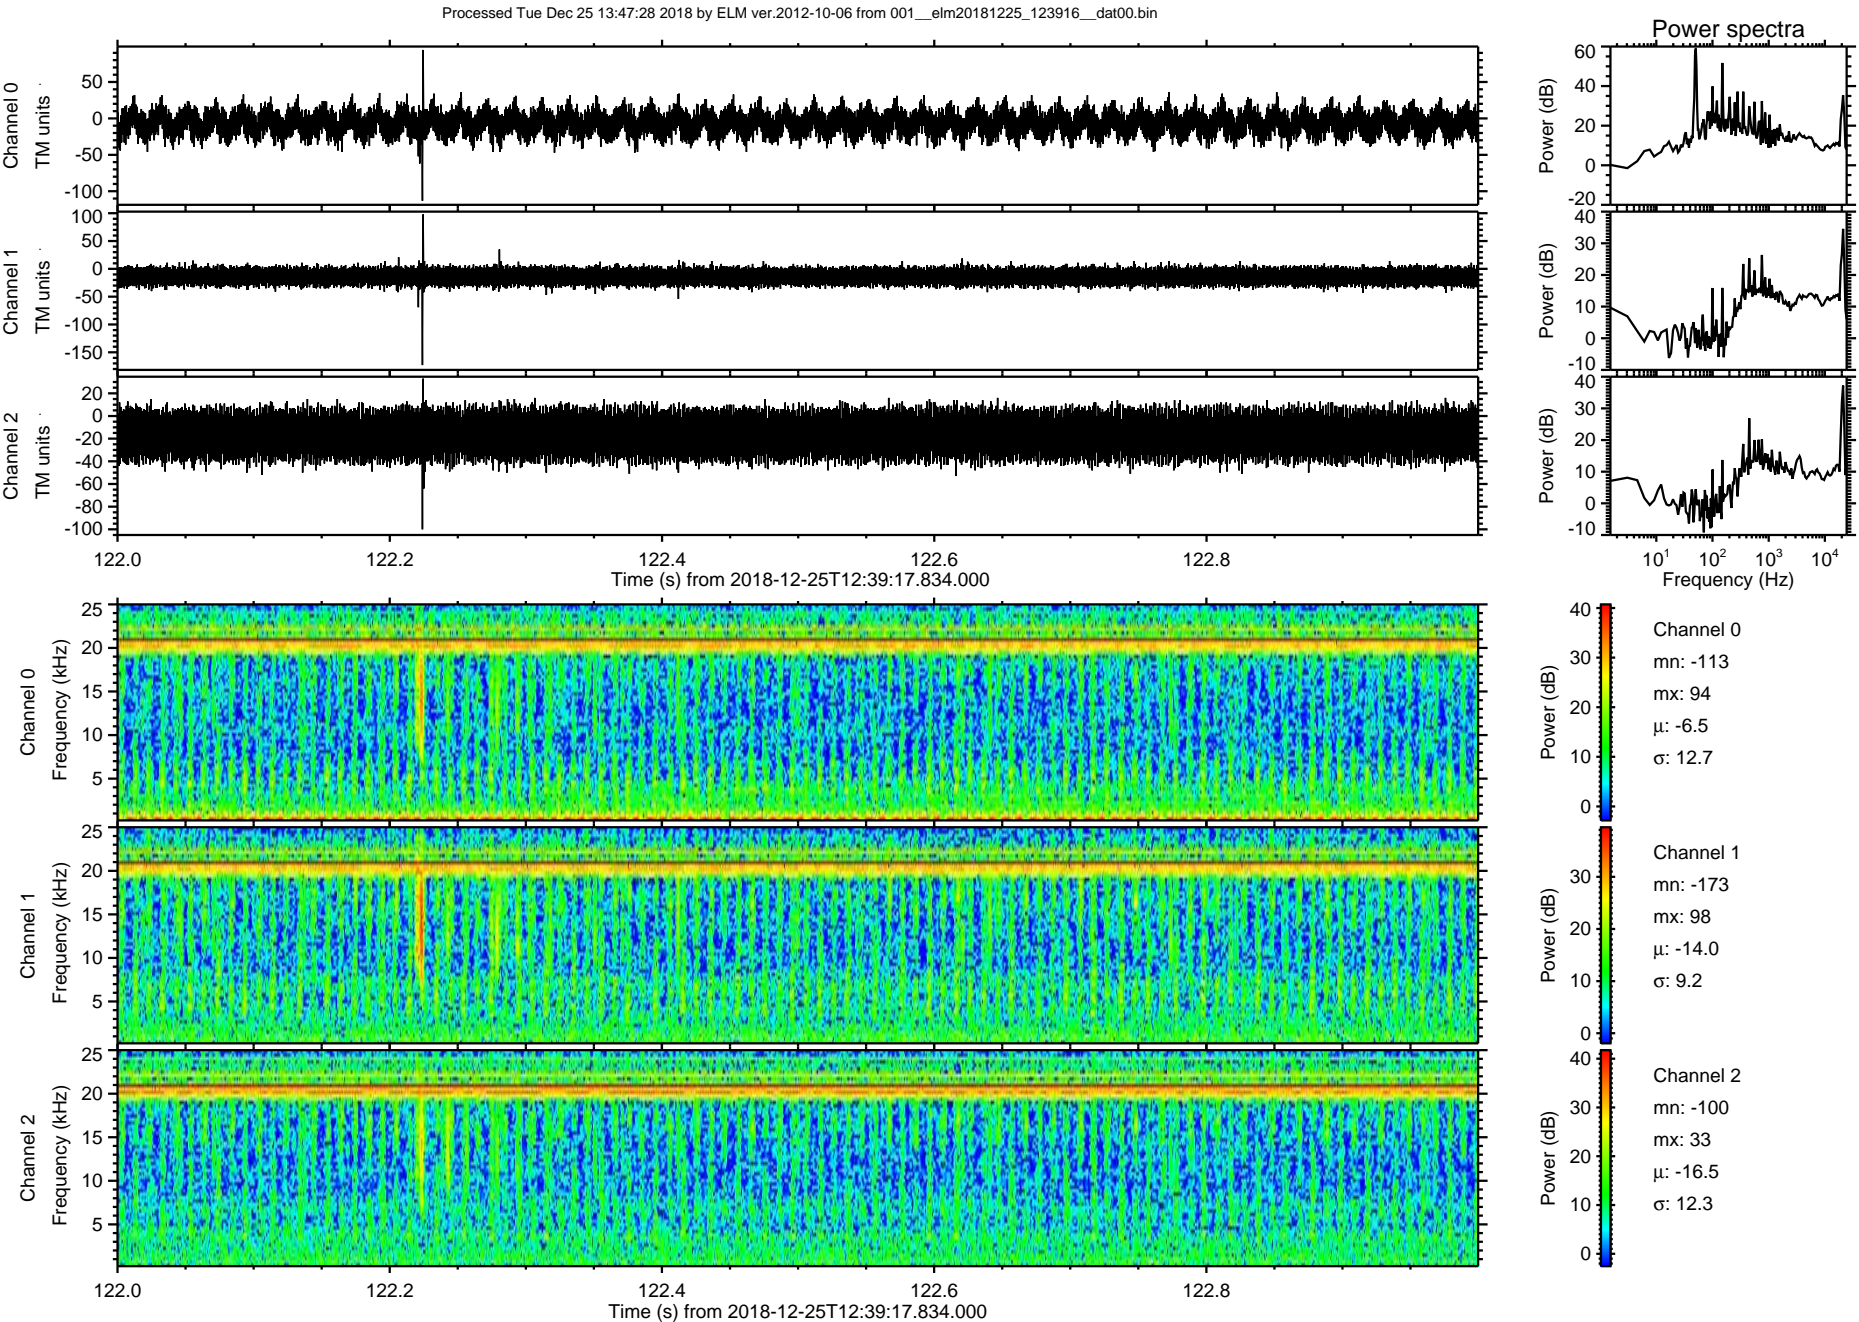 Processed Tue Dec 25 13:47:28 2018 by ELM ver.2012-10-06 from 001__elm20181225_123916__dat00.bin
Power spectra
Channel 0
TM units
50
0
-50
-100
Power (dB)
60
40
20
0
-20
Channel 1
TM units
100
50
0
-50
-100
-150
Power (dB)
40
30
20
10
0
-10
Channel 2
TM units
20
0
-20
-40
-60
-80
-100
Power (dB)
40
30
20
10
0
-10
122.0 122.2 122.4 122.6 122.8
Time (s) from 2018-12-25T12:39:17.834.000
10¹ 10² 10³ 10⁴
Frequency (Hz)
Channel 0
Frequency (kHz)
25
20
15
10
5
Power (dB)
40
30
20
10
0
Channel 0
mn: -113
mx: 94
μ: -6.5
σ: 12.7
Channel 1
Frequency (kHz)
25
20
15
10
5
Power (dB)
30
20
10
0
Channel 1
mn: -173
mx: 98
μ: -14.0
σ: 9.2
Channel 2
Frequency (kHz)
25
20
15
10
5
Power (dB)
40
30
20
10
0
Channel 2
mn: -100
mx: 33
μ: -16.5
σ: 12.3
122.0 122.2 122.4 122.6 122.8
Time (s) from 2018-12-25T12:39:17.834.000